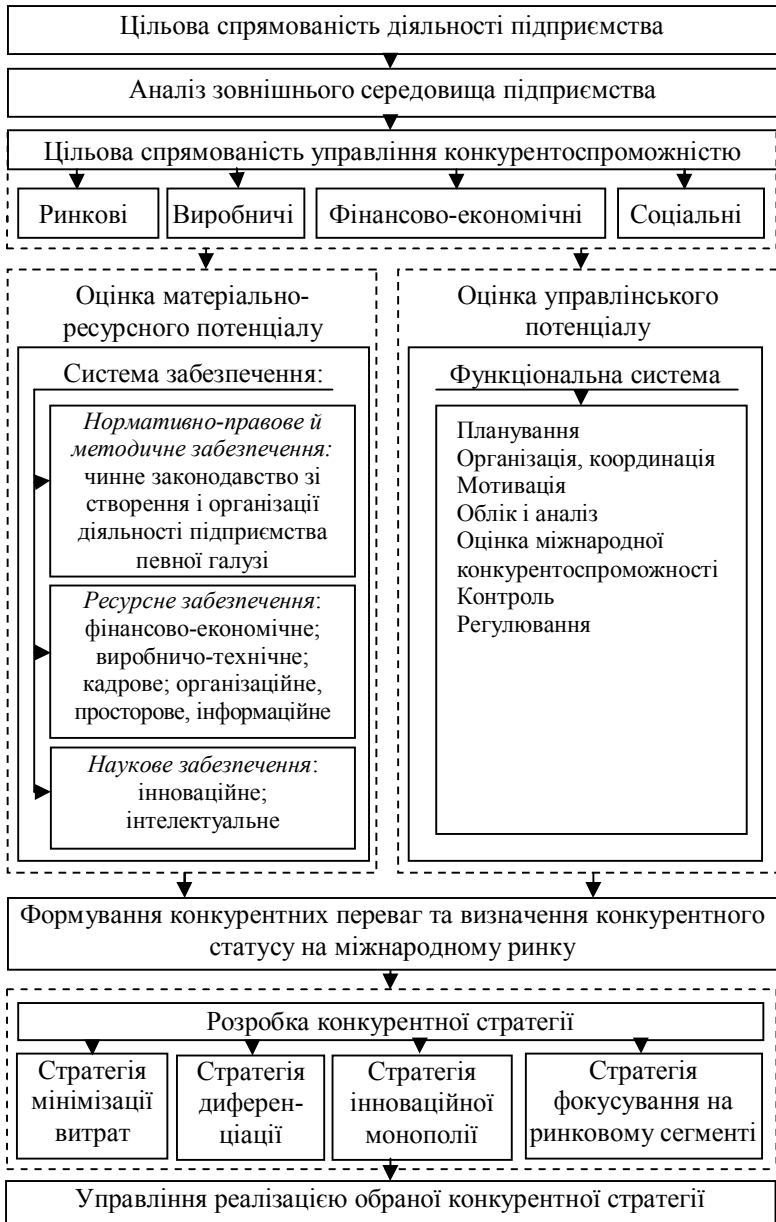 Цільова спрямованість діяльності підприємства
Аналіз зовнішнього середовища підприємства
Цільова спрямованість управління конкурентоспроможністю
Ринкові
Виробничі
Фінансово-економічні
Соціальні
Оцінка матеріально-
ресурсного потенціалу
Система забезпечення:
Нормативно-правове й
методичне забезпечення:
чинне законодавство зі
створення і організації
діяльності підприємства
певної галузі
Ресурсне забезпечення:
фінансово-економічне;
виробничо-технічне;
кадрове; організаційне,
просторове, інформаційне
Наукове забезпечення:
інноваційне;
інтелектуальне
Оцінка управлінського
потенціалу
Функціональна система
Планування
Організація, координація
Мотивація
Облік і аналіз
Оцінка міжнародної
конкурентоспроможності
Контроль
Регулювання
Формування конкурентних переваг та визначення конкурентного
статусу на міжнародному ринку
Розробка конкурентної стратегії
Стратегія
мінімізації
витрат
Стратегія
диферен-
ціації
Стратегія
інноваційної
монополії
Стратегія
фокусування на
ринковому сегменті
Управління реалізацією обраної конкурентної стратегії